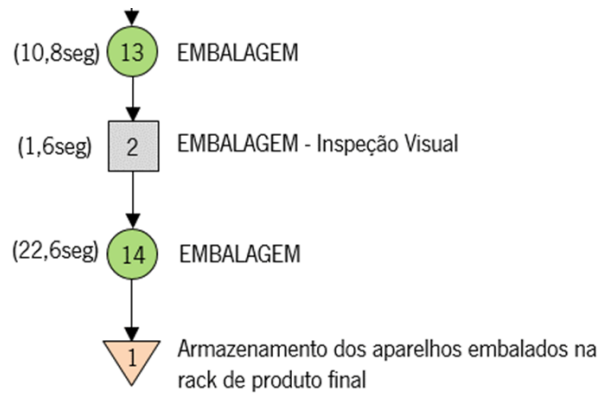 (10,8seg) 13 EMBALAGEM
(1,6seg) 2 EMBALAGEM - Inspeção Visual
(22,6seg) 14 EMBALAGEM
1 Armazenamento dos aparelhos embalados na
rack de produto final